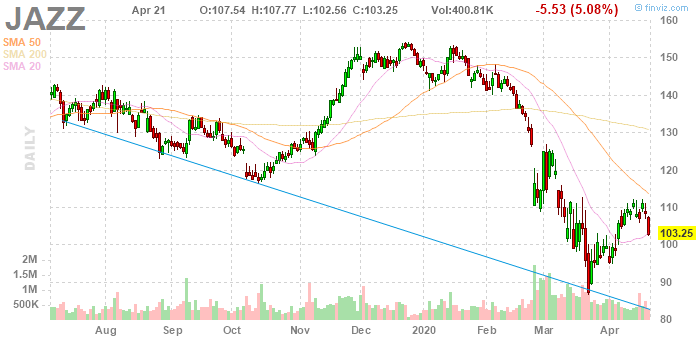 JAZZ
Apr 21 O:107.54 H:107.77 L:102.56 C:103.25 Vol:400.81K -5.53 (5.08%)
© finviz.com
SMA 50
SMA 200
SMA 20
DAILY
160
150
140
130
120
110
103.25
100
90
80
2M
1.5M
1M
500K
Aug Sep Oct Nov Dec 2020 Feb Mar Apr